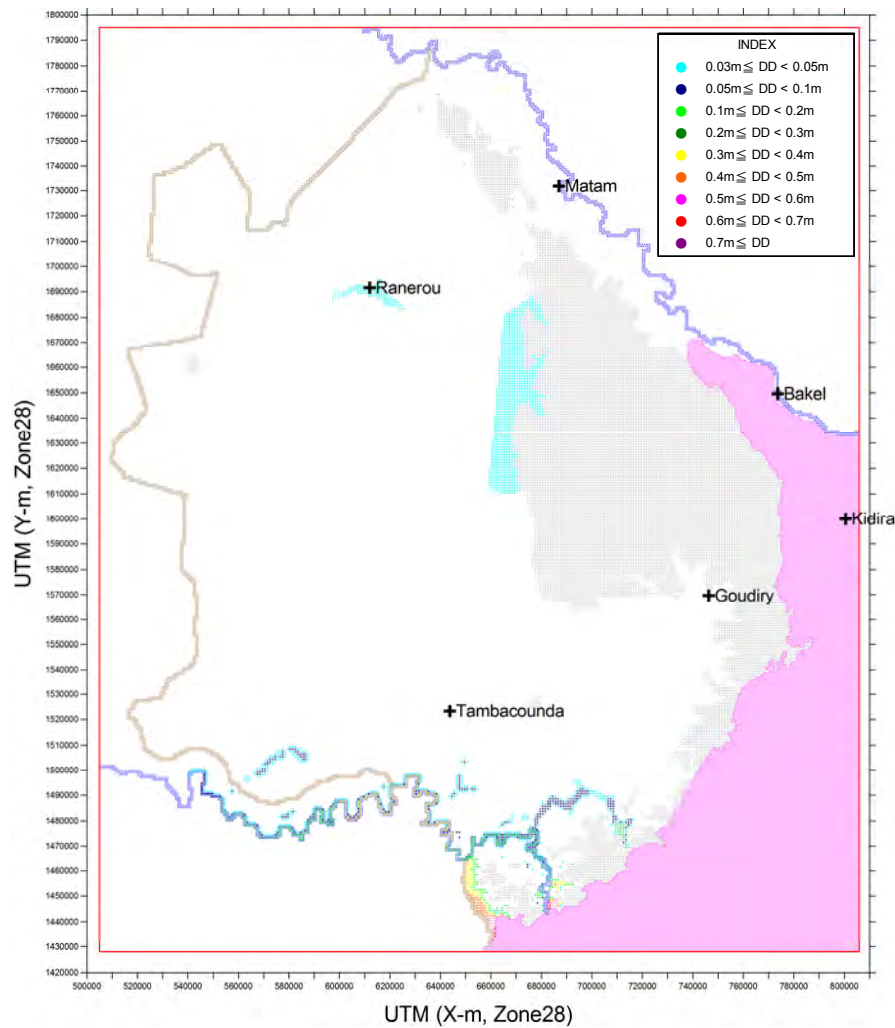 1800000
1790000
1780000
1770000
1760000
1750000
1740000
1730000
1720000
1710000
1700000
1690000
1680000
1670000
1660000
1650000
1640000
1630000
1620000
1610000
1600000
1590000
1580000
1570000
1560000
1550000
1540000
1530000
1520000
1510000
1500000
1490000
1480000
1470000
1460000
1450000
1440000
1430000
1420000
UTM (Y-m, Zone28)
INDEX
0.03m≦ DD < 0.05m
0.05m≦ DD < 0.1m
0.1m≦ DD < 0.2m
0.2m≦ DD < 0.3m
0.3m≦ DD < 0.4m
0.4m≦ DD < 0.5m
0.5m≦ DD < 0.6m
0.6m≦ DD < 0.7m
0.7m≦ DD
Matam
Ranerou
Bakel
Kidira
Goudiry
Tambacounda
500000 520000 540000 560000 580000 600000 620000 640000 660000 680000 700000 720000 740000 760000 780000 800000
UTM (X-m, Zone28)